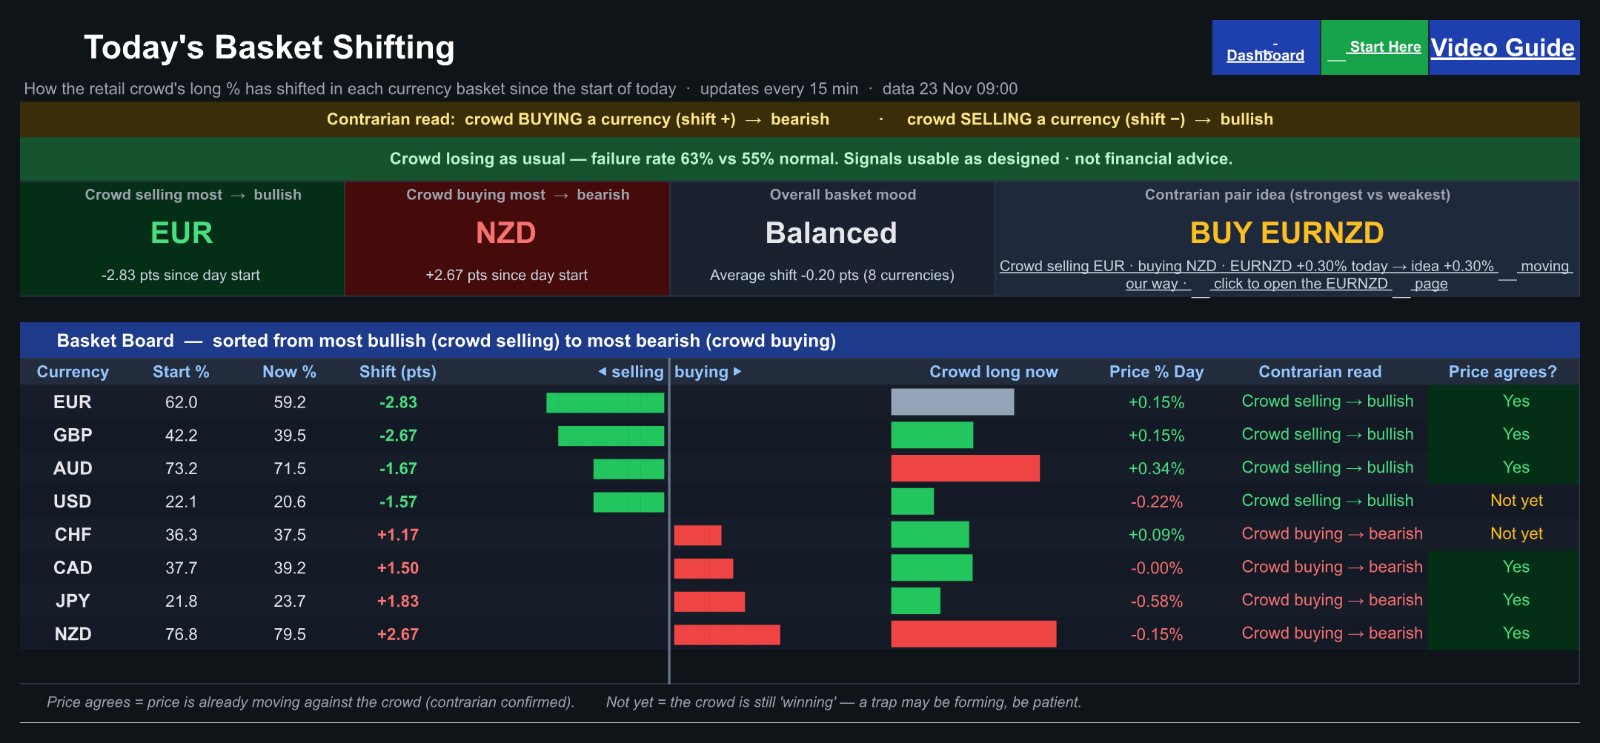 Today's Basket Shifting
Dashboard
Start Here
Video Guide
How the retail crowd's long % has shifted in each currency basket since the start of today · updates every 15 min · data 23 Nov 09:00
Contrarian read: crowd BUYING a currency (shift +) → bearish · crowd SELLING a currency (shift −) → bullish
Crowd losing as usual — failure rate 63% vs 55% normal. Signals usable as designed · not financial advice.
Crowd selling most → bullish
EUR
-2.83 pts since day start
Crowd buying most → bearish
NZD
+2.67 pts since day start
Overall basket mood
Balanced
Average shift -0.20 pts (8 currencies)
Contrarian pair idea (strongest vs weakest)
BUY EURNZD
Crowd selling EUR · buying NZD · EURNZD +0.30% today → idea +0.30% moving
our way · click to open the EURNZD page
Basket Board — sorted from most bullish (crowd selling) to most bearish (crowd buying)
Currency Start % Now % Shift (pts) ◂ selling buying ▸ Crowd long now Price % Day Contrarian read Price agrees?
EUR 62.0 59.2 -2.83 +0.15% Crowd selling → bullish Yes
GBP 42.2 39.5 -2.67 +0.15% Crowd selling → bullish Yes
AUD 73.2 71.5 -1.67 +0.34% Crowd selling → bullish Yes
USD 22.1 20.6 -1.57 -0.22% Crowd selling → bullish Not yet
CHF 36.3 37.5 +1.17 +0.09% Crowd buying → bearish Not yet
CAD 37.7 39.2 +1.50 -0.00% Crowd buying → bearish Yes
JPY 21.8 23.7 +1.83 -0.58% Crowd buying → bearish Yes
NZD 76.8 79.5 +2.67 -0.15% Crowd buying → bearish Yes
Price agrees = price is already moving against the crowd (contrarian confirmed). Not yet = the crowd is still 'winning' — a trap may be forming, be patient.